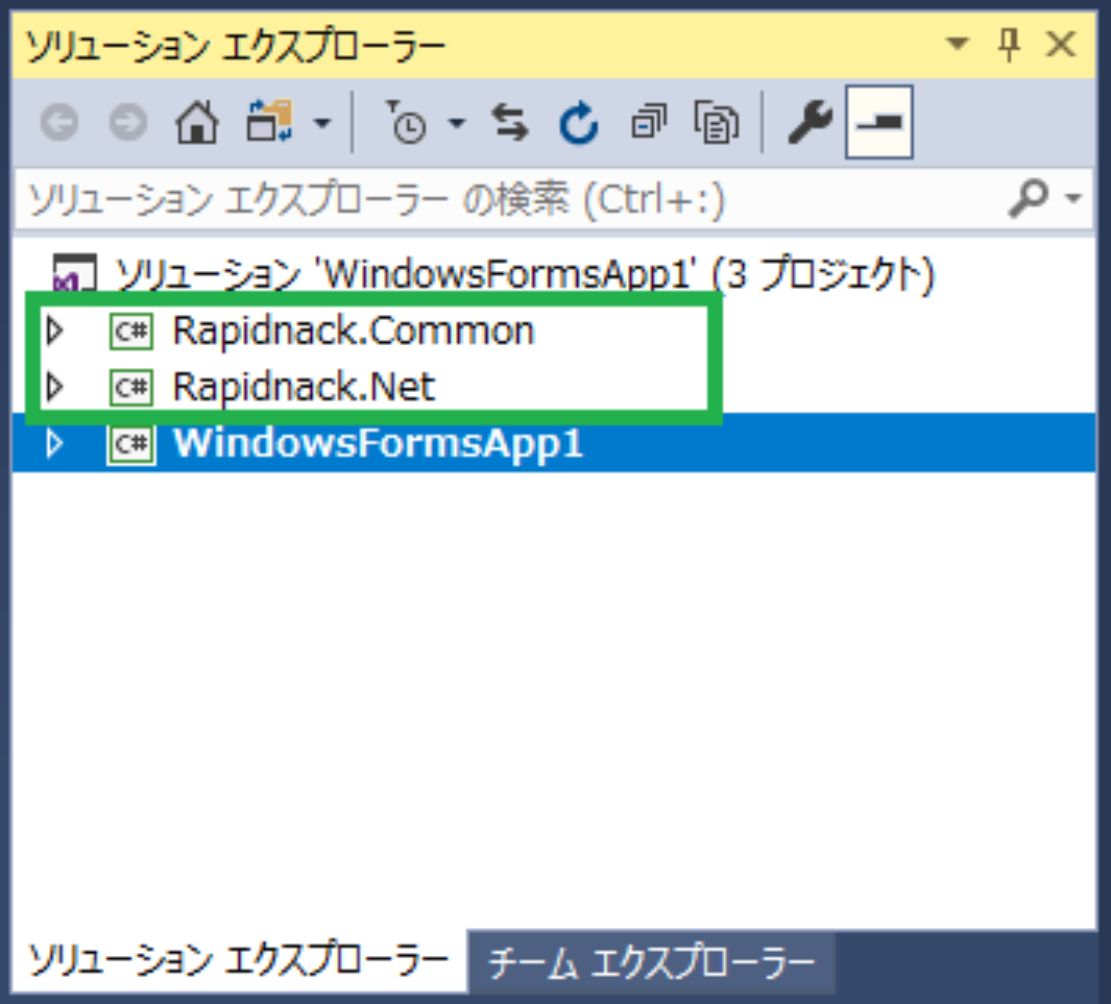 ソリューション エクスプローラー
ソリューション エクスプローラー の検索 (Ctrl+:)
ソリューション 'WindowsFormsApp1' (3 プロジェクト)
C# Rapidnack.Common
C# Rapidnack.Net
C# WindowsFormsApp1
ソリューション エクスプローラー チーム エクスプローラー